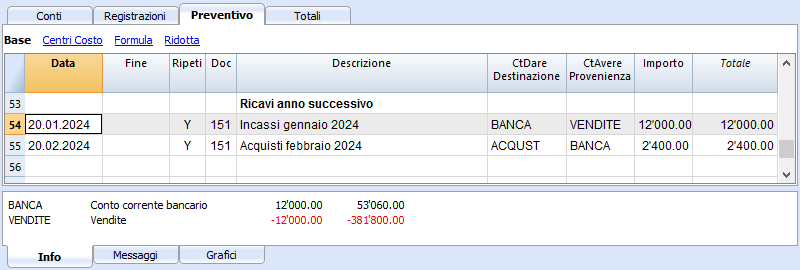 Conti Registrazioni Preventivo Totali
Base Centri Costo Formula Ridotta
Data Fine Ripeti Doc Descrizione CtDare Destinazione CtAvere Provenienza Importo Totale
53 Ricavi anno successivo
54 20.01.2024 Y 151 Incassi gennaio 2024 BANCA VENDITE 12'000.00 12'000.00
55 20.02.2024 Y 151 Acquisti febbraio 2024 ACQUST BANCA 2'400.00 2'400.00
56
BANCA Conto corrente bancario 12'000.00 53'060.00
VENDITE Vendite -12'000.00 -381'800.00
Info Messaggi Grafici